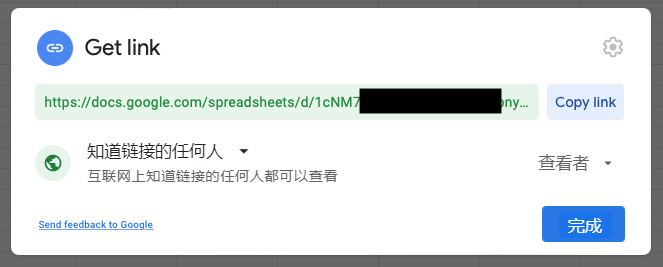 Get link
https://docs.google.com/spreadsheets/d/1cNM7 ony...
Copy link
知道链接的任何人
互联网上知道链接的任何人都可以查看
查看者
Send feedback to Google
完成